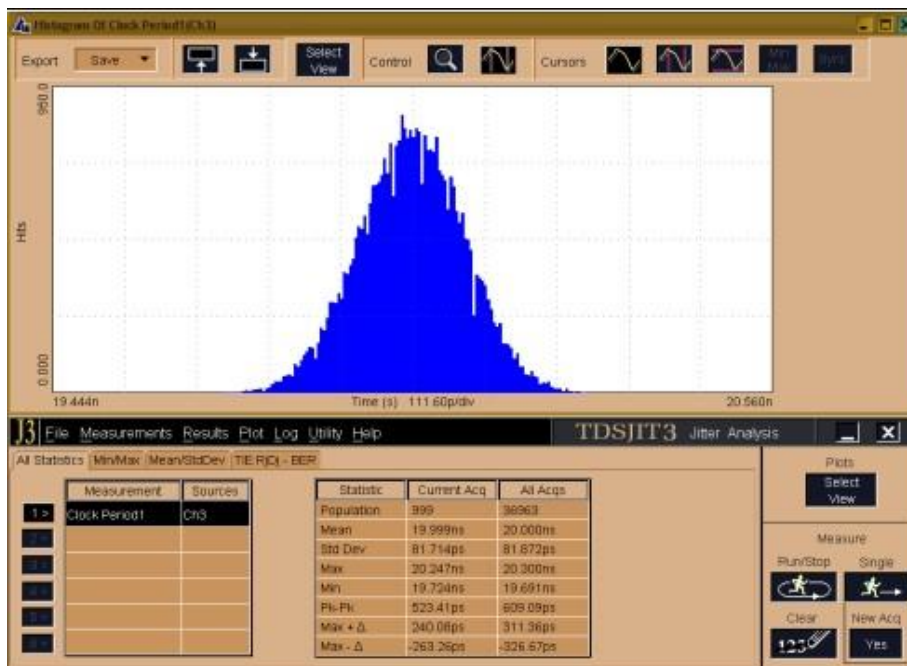 Histogram Of Clock Period1(Ch3)
Export Save Select View Control Cursors
960.0
Hits
0.000
19.444n Time (s) 111.60p/div 20.560n
J3 File Measurements Results Plot Log Utility Help TDSJIT3 Jitter Analysis
All Statistics Min/Max Mean/StdDev TIE:RjDj - BER
Plots
Select View
Measurement Sources
1 > Clock Period1 Ch3
Statistic Current Acq All Acqs
Population 999 36963
Mean 19.999ns 20.000ns
Std Dev 81.714ps 81.672ps
Max 20.247ns 20.300ns
Min 19.724ns 19.691ns
Pk-Pk 523.41ps 609.09ps
Max + Δ 240.08ps 311.36ps
Max - Δ -263.26ps -326.67ps
Measure
Run/Stop Single
Clear New Acq
123 Yes